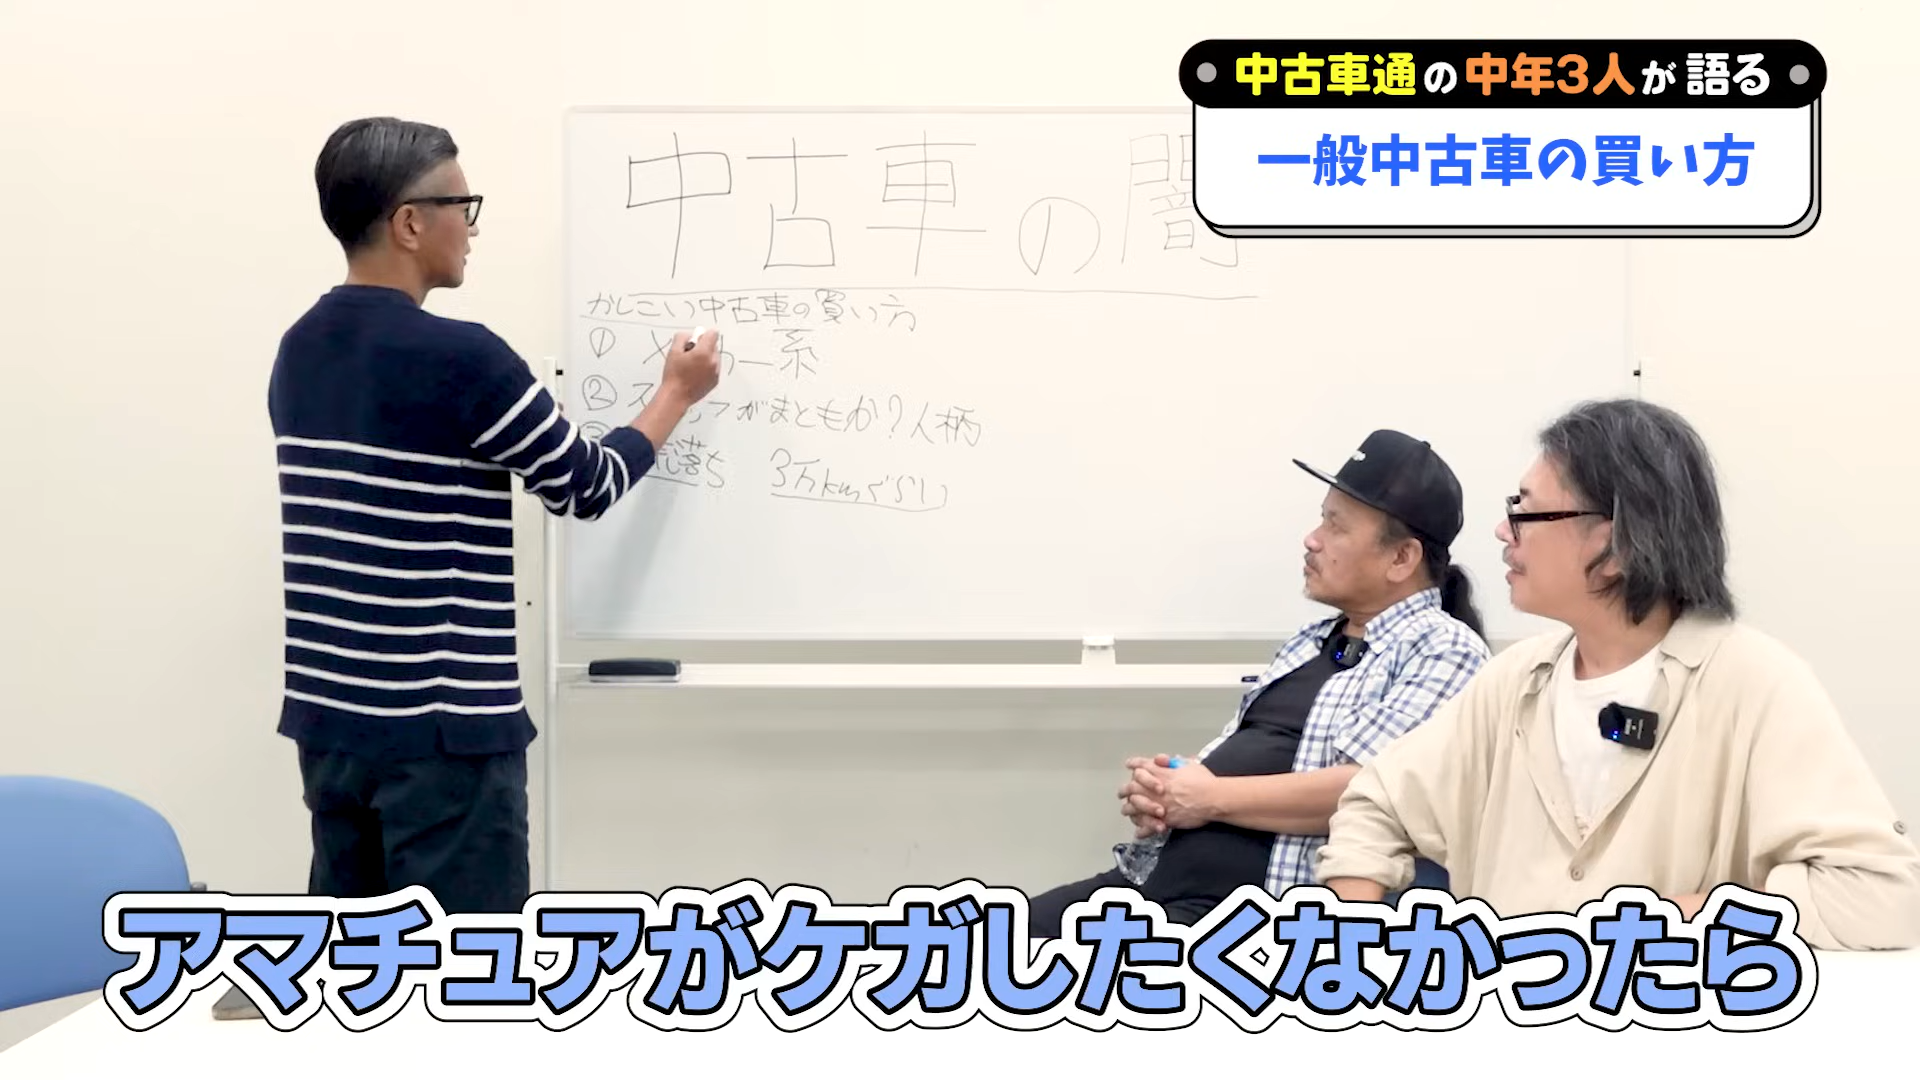 中古車通の中年3人が語る
一般中古車の買い方
中古車の闇
かしこい中古車の買い方
① メーカー系
② スタッフがまともか?人柄
落ち 3万kmぐらい
アマチュアがケガしたくなかったら